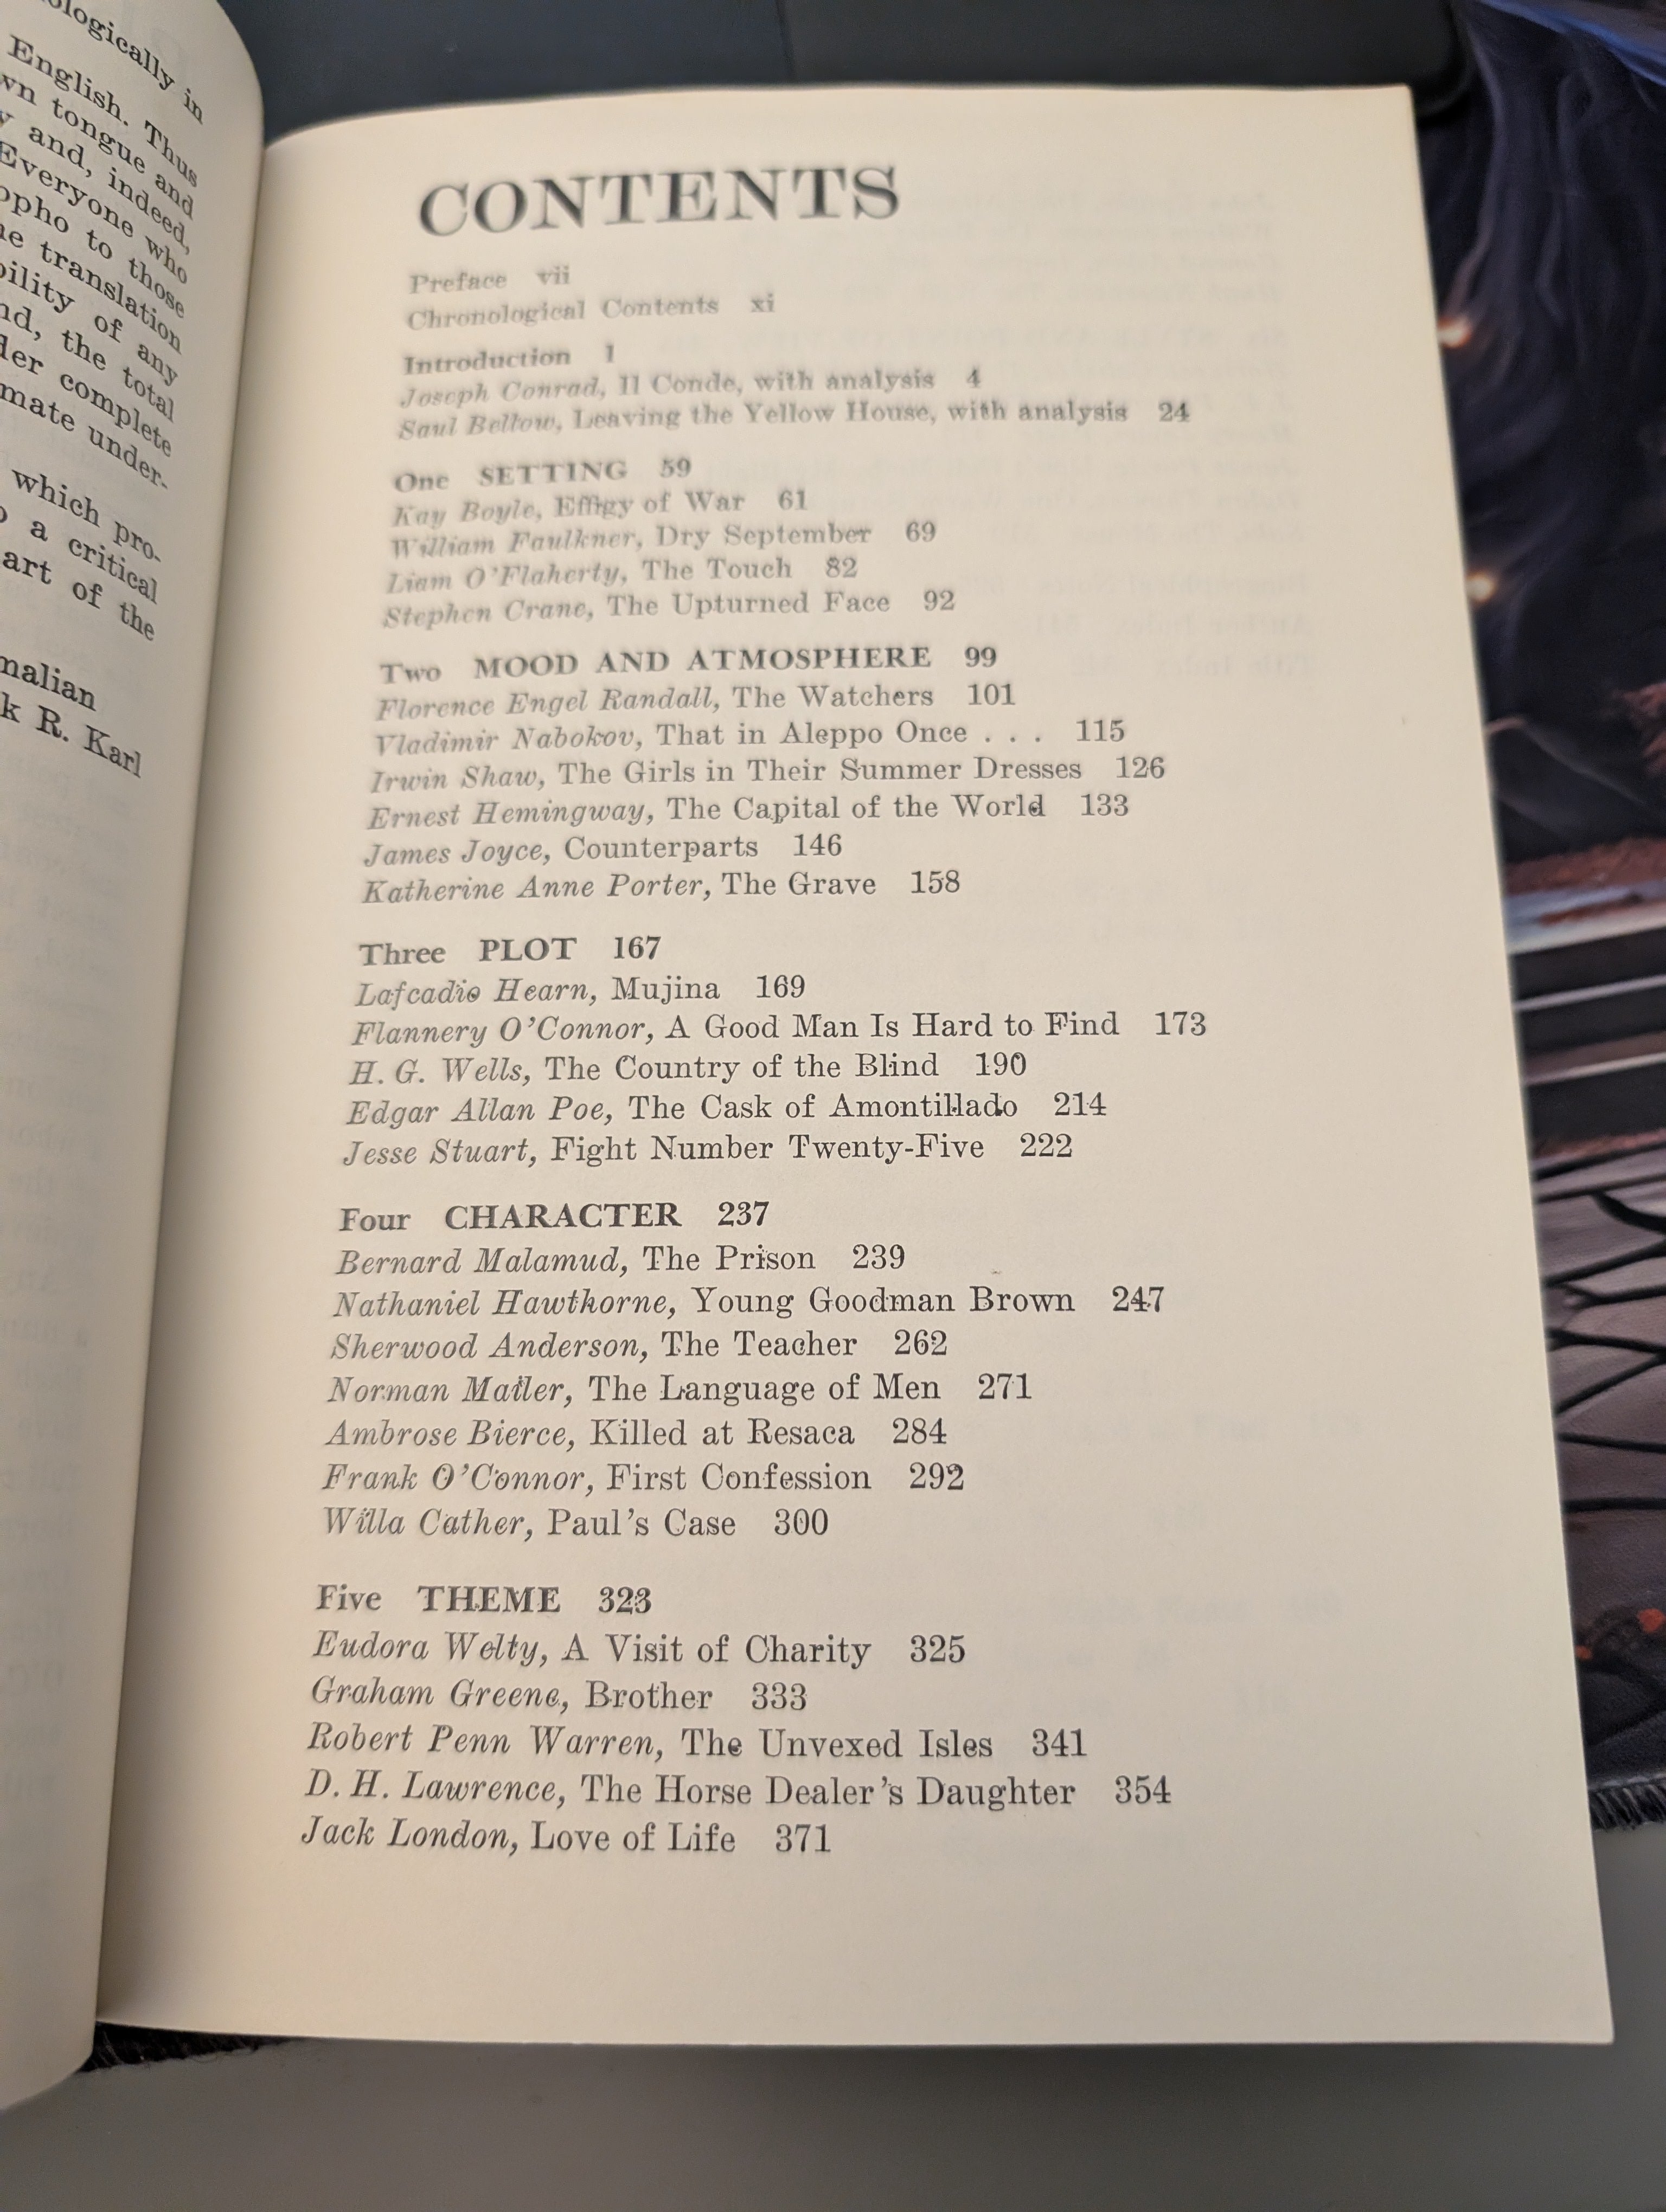 ologically in
English. Thus
wn tongue and
and, indeed,
Everyone who
opho to those
translation
bility of any
nd, the total
der complete
mate under-
which pro-
a critical
art of the
malian
k R. Karl
CONTENTS
Preface vii
Chronological Contents xi
Introduction 1
Joseph Conrad, Il Conde, with analysis 4
Saul Bellow, Leaving the Yellow House, with analysis 24
One SETTING 59
Kay Boyle, Effigy of War 61
William Faulkner, Dry September 69
Liam O'Flaherty, The Touch 82
Stephen Crane, The Upturned Face 92
Two MOOD AND ATMOSPHERE 99
Florence Engel Randall, The Watchers 101
Vladimir Nabokov, That in Aleppo Once . . . 115
Irwin Shaw, The Girls in Their Summer Dresses 126
Ernest Hemingway, The Capital of the World 133
James Joyce, Counterparts 146
Katherine Anne Porter, The Grave 158
Three PLOT 167
Lafcadio Hearn, Mujina 169
Flannery O'Connor, A Good Man Is Hard to Find 173
H. G. Wells, The Country of the Blind 190
Edgar Allan Poe, The Cask of Amontillado 214
Jesse Stuart, Fight Number Twenty-Five 222
Four CHARACTER 237
Bernard Malamud, The Prison 239
Nathaniel Hawthorne, Young Goodman Brown 247
Sherwood Anderson, The Teacher 262
Norman Mailer, The Language of Men 271
Ambrose Bierce, Killed at Resaca 284
Frank O'Connor, First Confession 292
Willa Cather, Paul's Case 300
Five THEME 323
Eudora Welty, A Visit of Charity 325
Graham Greene, Brother 333
Robert Penn Warren, The Unvexed Isles 341
D. H. Lawrence, The Horse Dealer's Daughter 354
Jack London, Love of Life 371